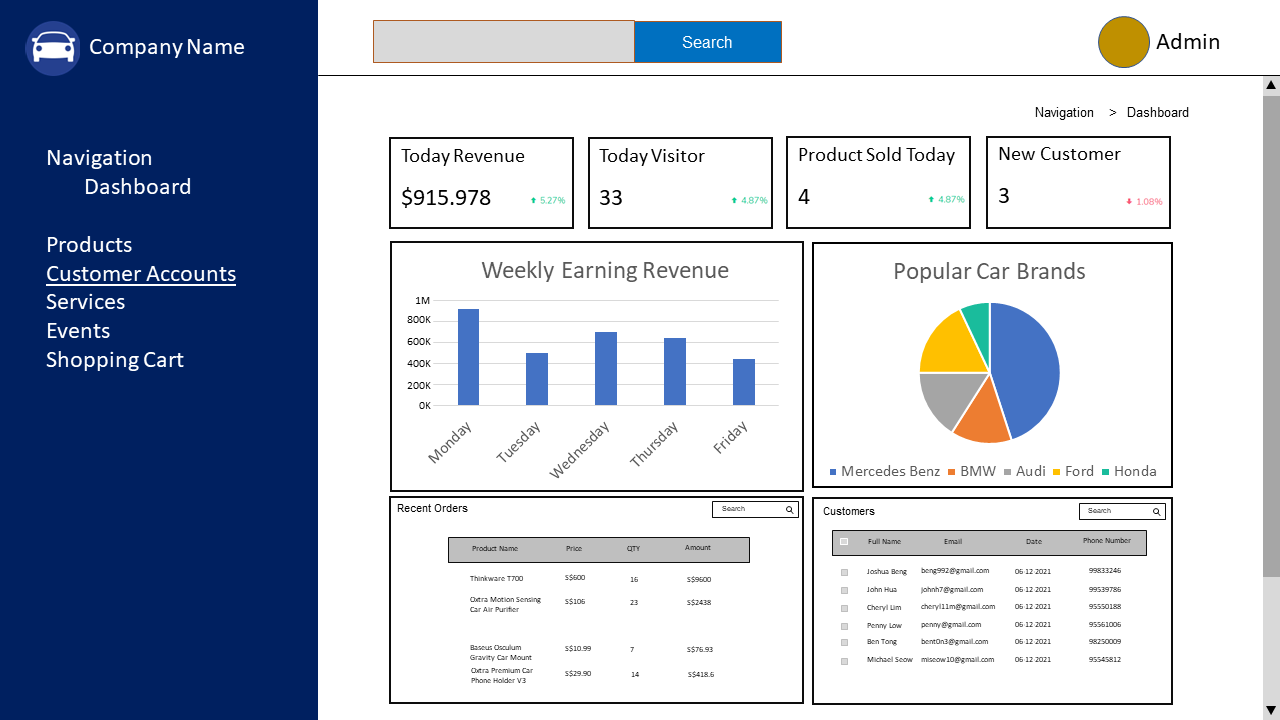 Company Name
Search
Admin
Navigation > Dashboard
Navigation
Dashboard
Products
Customer Accounts
Services
Events
Shopping Cart
Today Revenue
$915.978
5.27%
Today Visitor
33
4.87%
Product Sold Today
4
4.87%
New Customer
3
1.08%
Weekly Earning Revenue
1M
800K
600K
400K
200K
0K
Monday
Tuesday
Wednesday
Thursday
Friday
Popular Car Brands
Mercedes Benz BMW Audi Ford Honda
Recent Orders
Search
Product Name Price QTY Amount
Thinkware T700 S$600 16 S$9600
Oxtra Motion Sensing
Car Air Purifier
S$106 23 S$2438
Baseus Osculum
Gravity Car Mount
S$10.99 7 S$76.93
Oxtra Premium Car
Phone Holder V3
S$29.90 14 S$418.6
Customers
Search
Full Name Email Date Phone Number
Joshua Beng beng992@gmail.com 06-12-2021 99833246
John Hua johnh7@gmail.com 06-12-2021 99539786
Cheryl Lim cheryl11m@gmail.com 06-12-2021 95550188
Penny Low penny@gmail.com 06-12-2021 95561006
Ben Tong bent0n3@gmail.com 06-12-2021 98250009
Michael Seow miseow10@gmail.com 06-12-2021 95545812